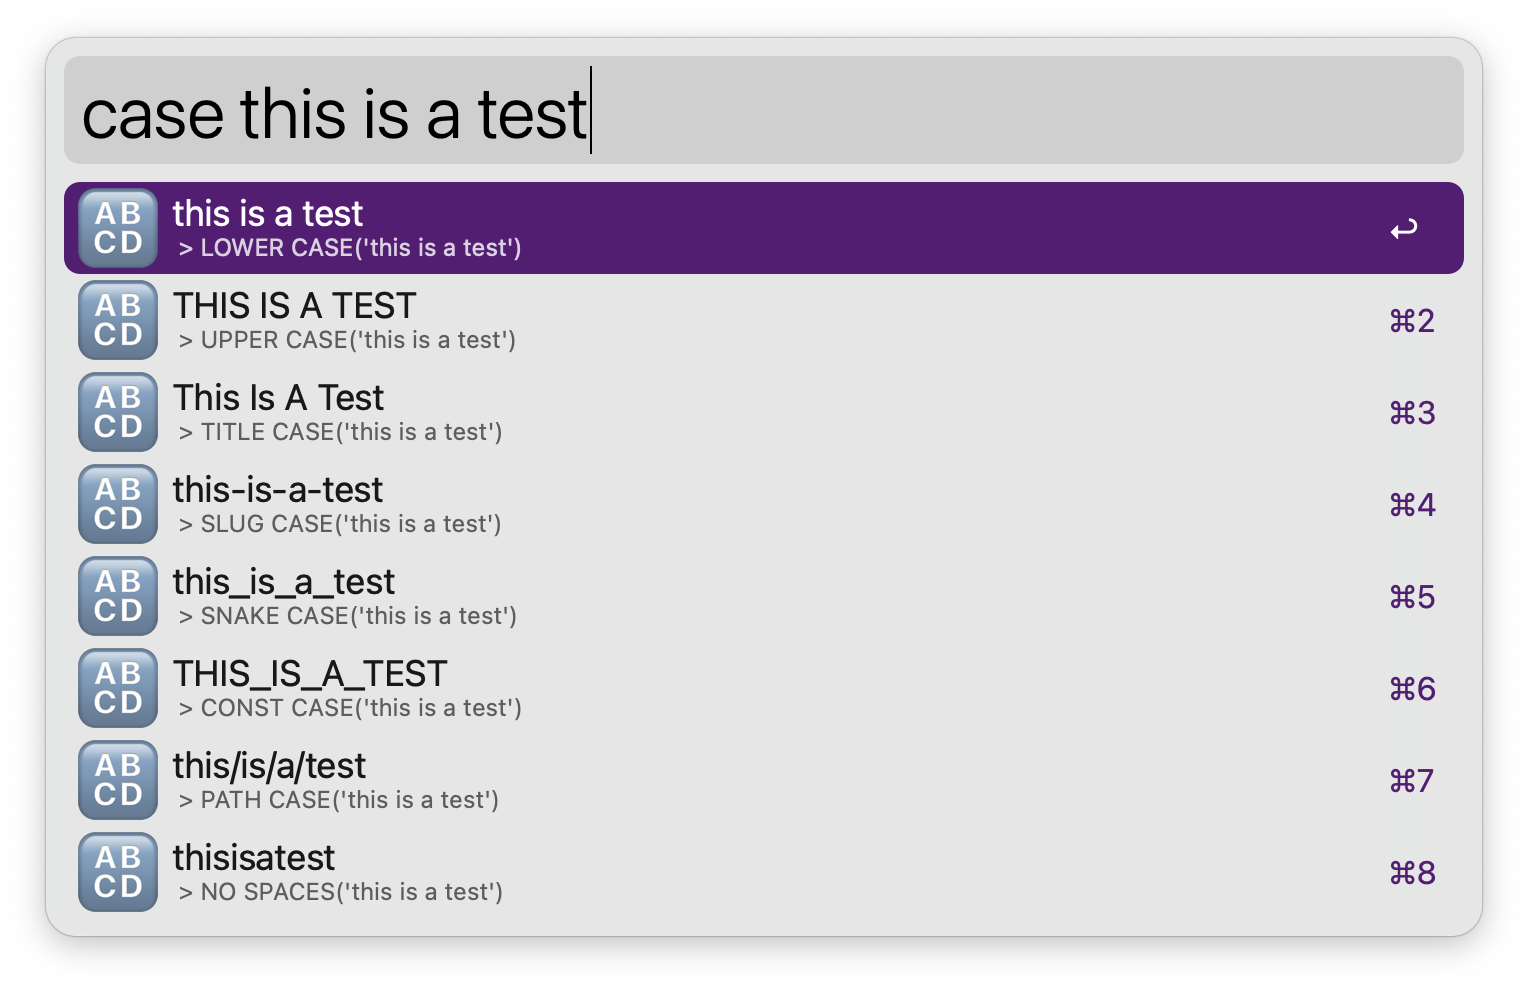 case this is a test
AB
CD
this is a test
> LOWER CASE('this is a test')
↩
AB
CD
THIS IS A TEST
> UPPER CASE('this is a test')
⌘2
AB
CD
This Is A Test
> TITLE CASE('this is a test')
⌘3
AB
CD
this-is-a-test
> SLUG CASE('this is a test')
⌘4
AB
CD
this_is_a_test
> SNAKE CASE('this is a test')
⌘5
AB
CD
THIS_IS_A_TEST
> CONST CASE('this is a test')
⌘6
AB
CD
this/is/a/test
> PATH CASE('this is a test')
⌘7
AB
CD
thisisatest
> NO SPACES('this is a test')
⌘8